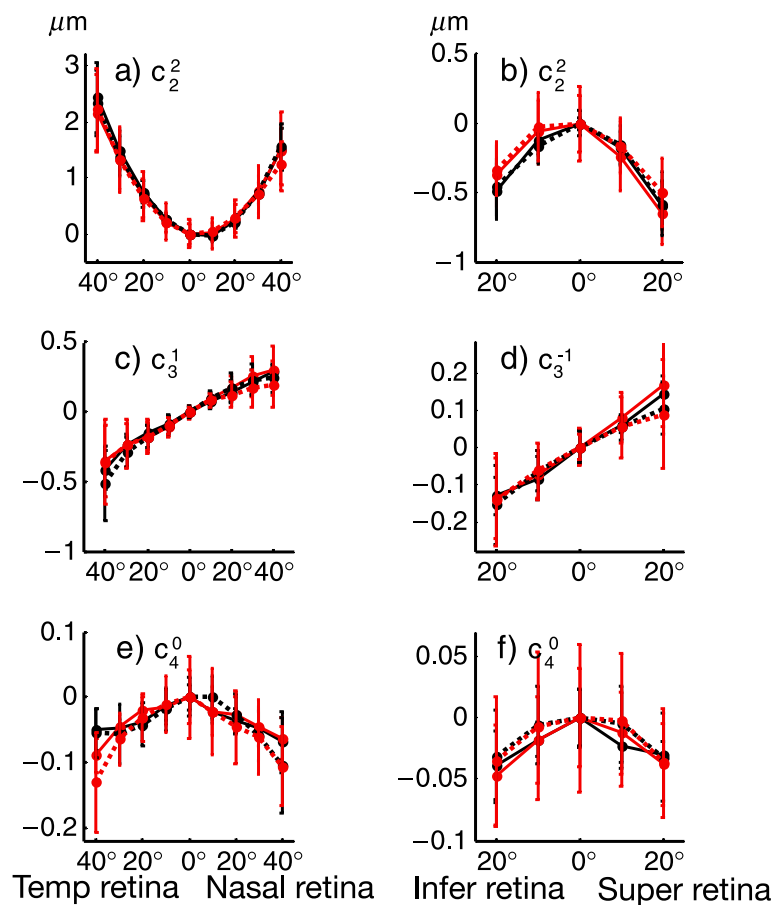 μm
3
2
1
0
a) c₂²
40° 20° 0° 20° 40°
μm
0.5
0
−0.5
−1
b) c₂²
20° 0° 20°
0.5
0
−0.5
−1
c) c₃¹
40° 20° 0° 20° 40°
0.2
0.1
0
−0.1
−0.2
d) c₃⁻¹
20° 0° 20°
0.1
0
−0.1
−0.2
e) c₄⁰
40° 20° 0° 20° 40°
Temp retina Nasal retina
0.05
0
−0.05
−0.1
f) c₄⁰
20° 0° 20°
Infer retina Super retina